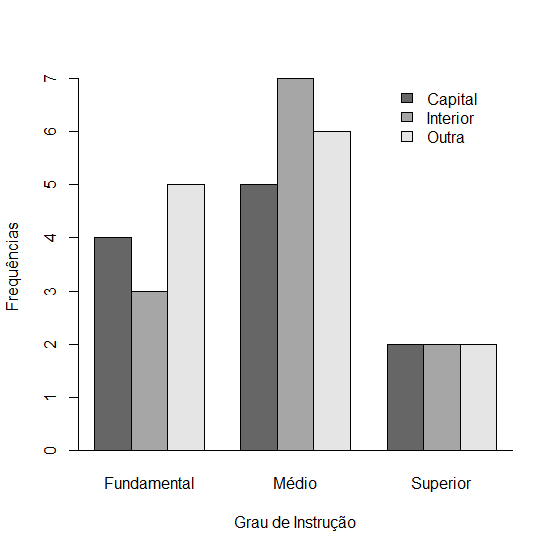 7
6
5
4
3
2
1
0
Frequências
Capital
Interior
Outra
Fundamental Médio Superior
Grau de Instrução